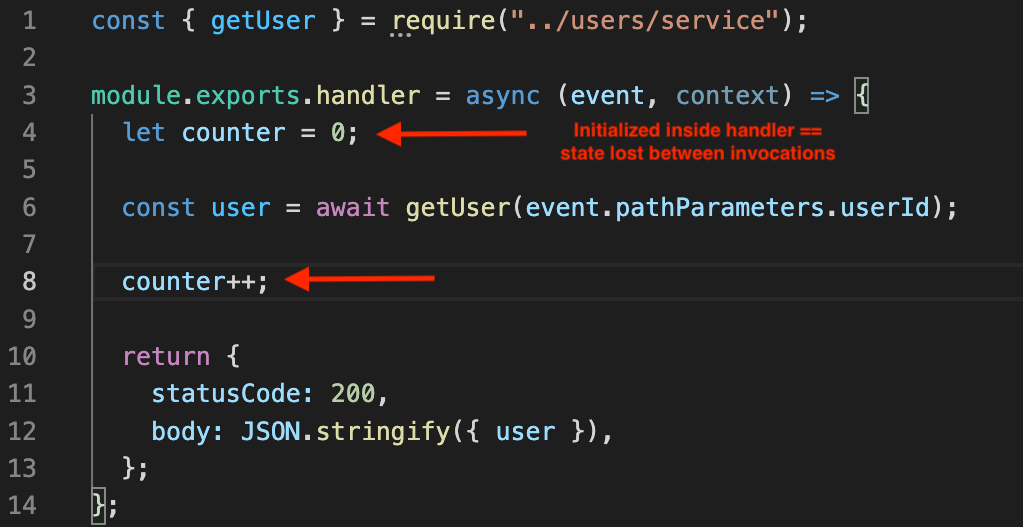 1 const { getUser } = require("../users/service");
2
3 module.exports.handler = async (event, context) => {
4 let counter = 0; Initialized inside handler ==
state lost between invocations
5
6 const user = await getUser(event.pathParameters.userId);
7
8 counter++;
9
10 return {
11 statusCode: 200,
12 body: JSON.stringify({ user }),
13 };
14 };